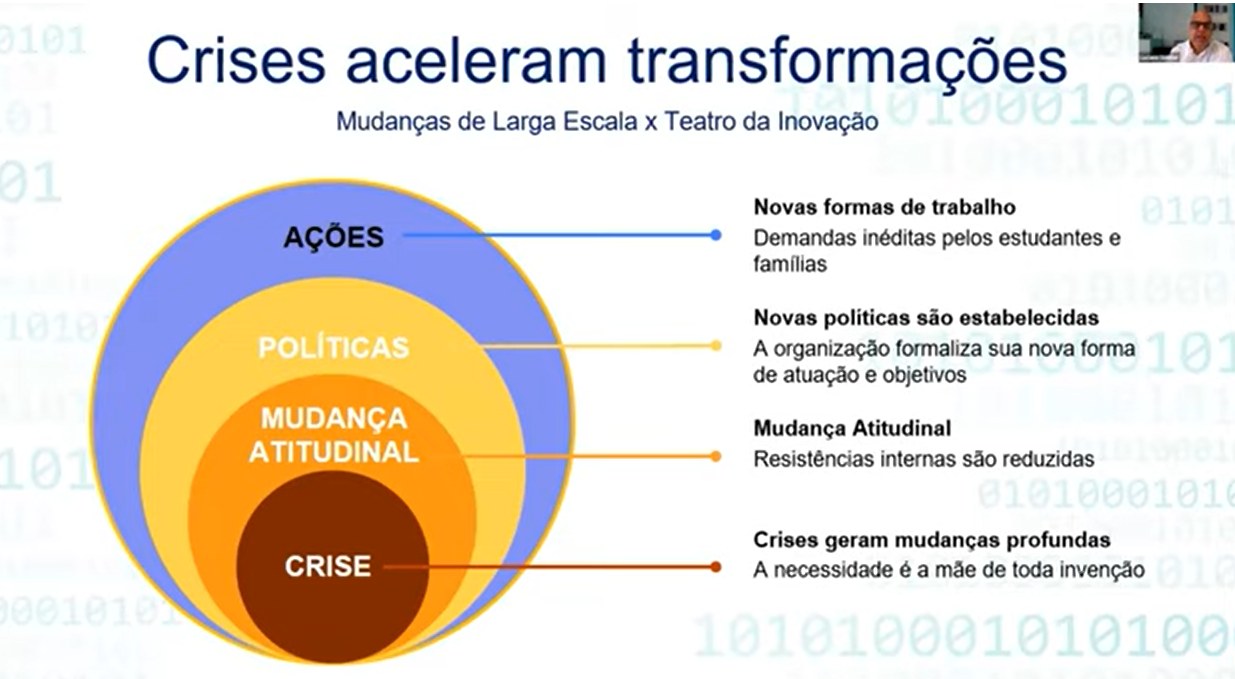 Crises aceleram transformações
Mudanças de Larga Escala x Teatro da Inovação
AÇÕES
Novas formas de trabalho
Demandas inéditas pelos estudantes e
famílias
POLÍTICAS
Novas políticas são estabelecidas
A organização formaliza sua nova forma
de atuação e objetivos
MUDANÇA
ATITUDINAL
Mudança Atitudinal
Resistências internas são reduzidas
CRISE
Crises geram mudanças profundas
A necessidade é a mãe de toda invenção